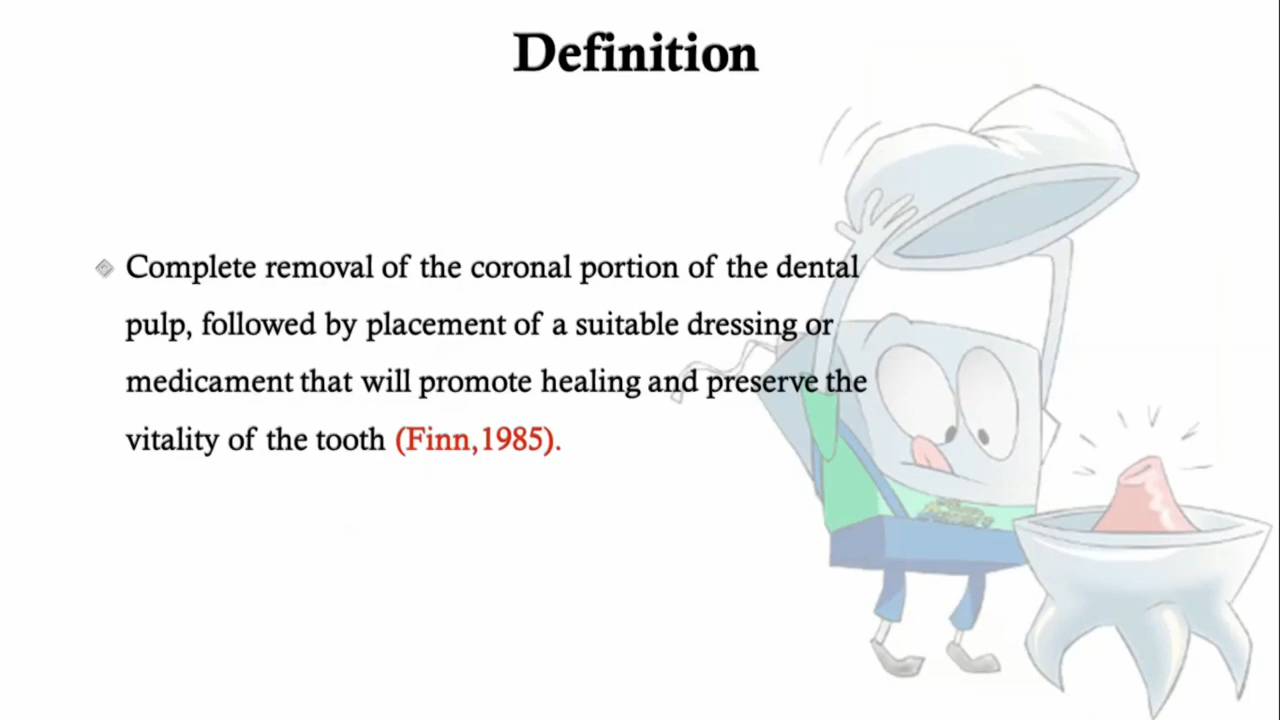 Definition
Complete removal of the coronal portion of the dental
pulp, followed by placement of a suitable dressing or
medicament that will promote healing and preserve the
vitality of the tooth (Finn,1985).